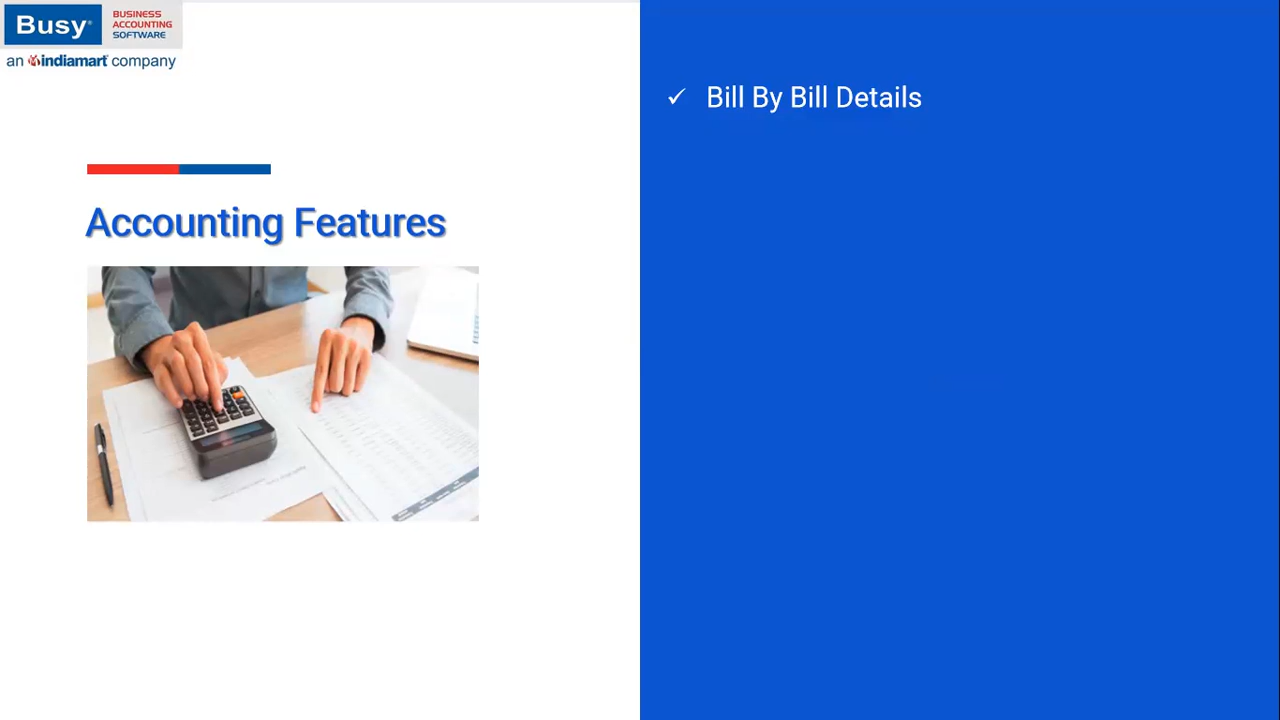 Busy
BUSINESS
ACCOUNTING
SOFTWARE
an indiamart company
Bill By Bill Details
Accounting Features